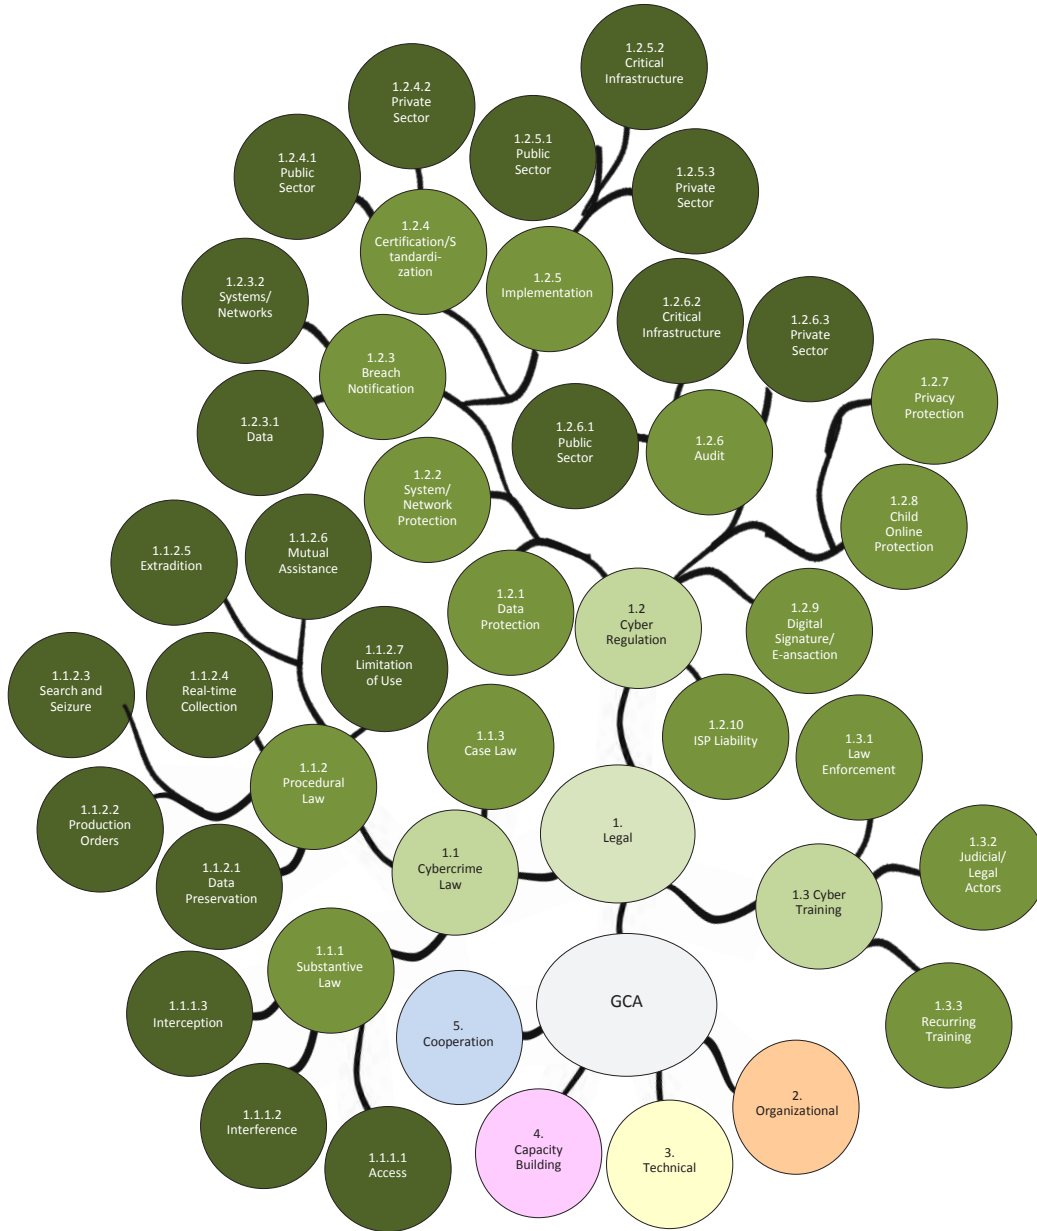 1.2.5.2
Critical
Infrastructure
1.2.4.2
Private
Sector
1.2.5.1
Public
Sector
1.2.4.1
Public
Sector
1.2.5.3
Private
Sector
1.2.4
Certification/S
tandardi-
zation
1.2.5
Implementation
1.2.3.2
Systems/
Networks
1.2.6.2
Critical
Infrastructure
1.2.6.3
Private
Sector
1.2.3
Breach
Notification
1.2.7
Privacy
Protection
1.2.3.1
Data
1.2.6.1
Public
Sector
1.2.6
Audit
1.2.2
System/
Network
Protection
1.2.8
Child
Online
Protection
1.1.2.5
Extradition
1.1.2.6
Mutual
Assistance
1.2.1
Data
Protection
1.2
Cyber
Regulation
1.2.9
Digital
Signature/
E-ansaction
1.1.2.7
Limitation
of Use
1.1.2.3
Search and
Seizure
1.1.2.4
Real-time
Collection
1.2.10
ISP Liability
1.1.3
Case Law
1.3.1
Law
Enforcement
1.1.2
Procedural
Law
1.1.2.2
Production
Orders
1.
Legal
1.1
Cybercrime
Law
1.3.2
Judicial/
Legal
Actors
1.1.2.1
Data
Preservation
1.3 Cyber
Training
1.1.1
Substantive
Law
1.1.1.3
Interception
GCA
1.3.3
Recurring
Training
5.
Cooperation
2.
Organizational
1.1.1.2
Interference
4.
Capacity
Building
3.
Technical
1.1.1.1
Access